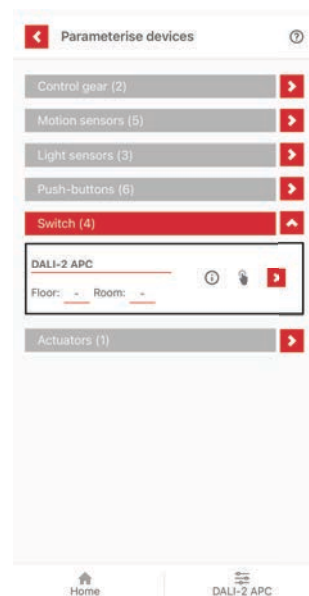 Parameterise devices
Control gear (2)
Motion sensors (5)
Light sensors (3)
Push-buttons (6)
Switch (4)
DALI-2 APC
Floor: - Room: -
Actuators (1)
Home DALI-2 APC